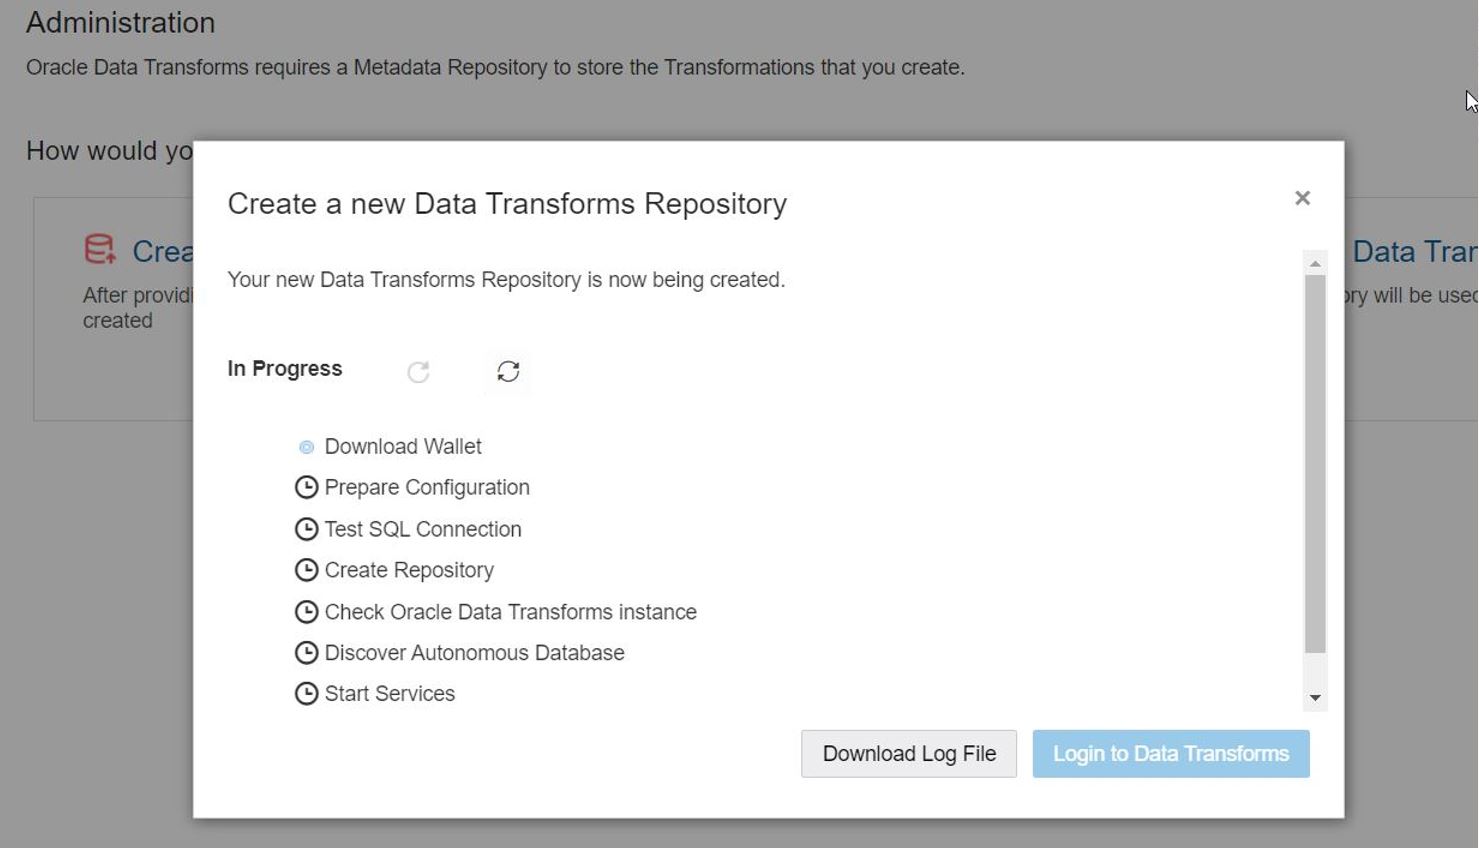 Administration
Oracle Data Transforms requires a Metadata Repository to store the Transformations that you create.
How would yo
Create a new Data Transforms Repository
×
Crea
Data Tran
Your new Data Transforms Repository is now being created.
After providi
ory will be used
created
In Progress
Download Wallet
Prepare Configuration
Test SQL Connection
Create Repository
Check Oracle Data Transforms instance
Discover Autonomous Database
Start Services
Download Log File
Login to Data Transforms